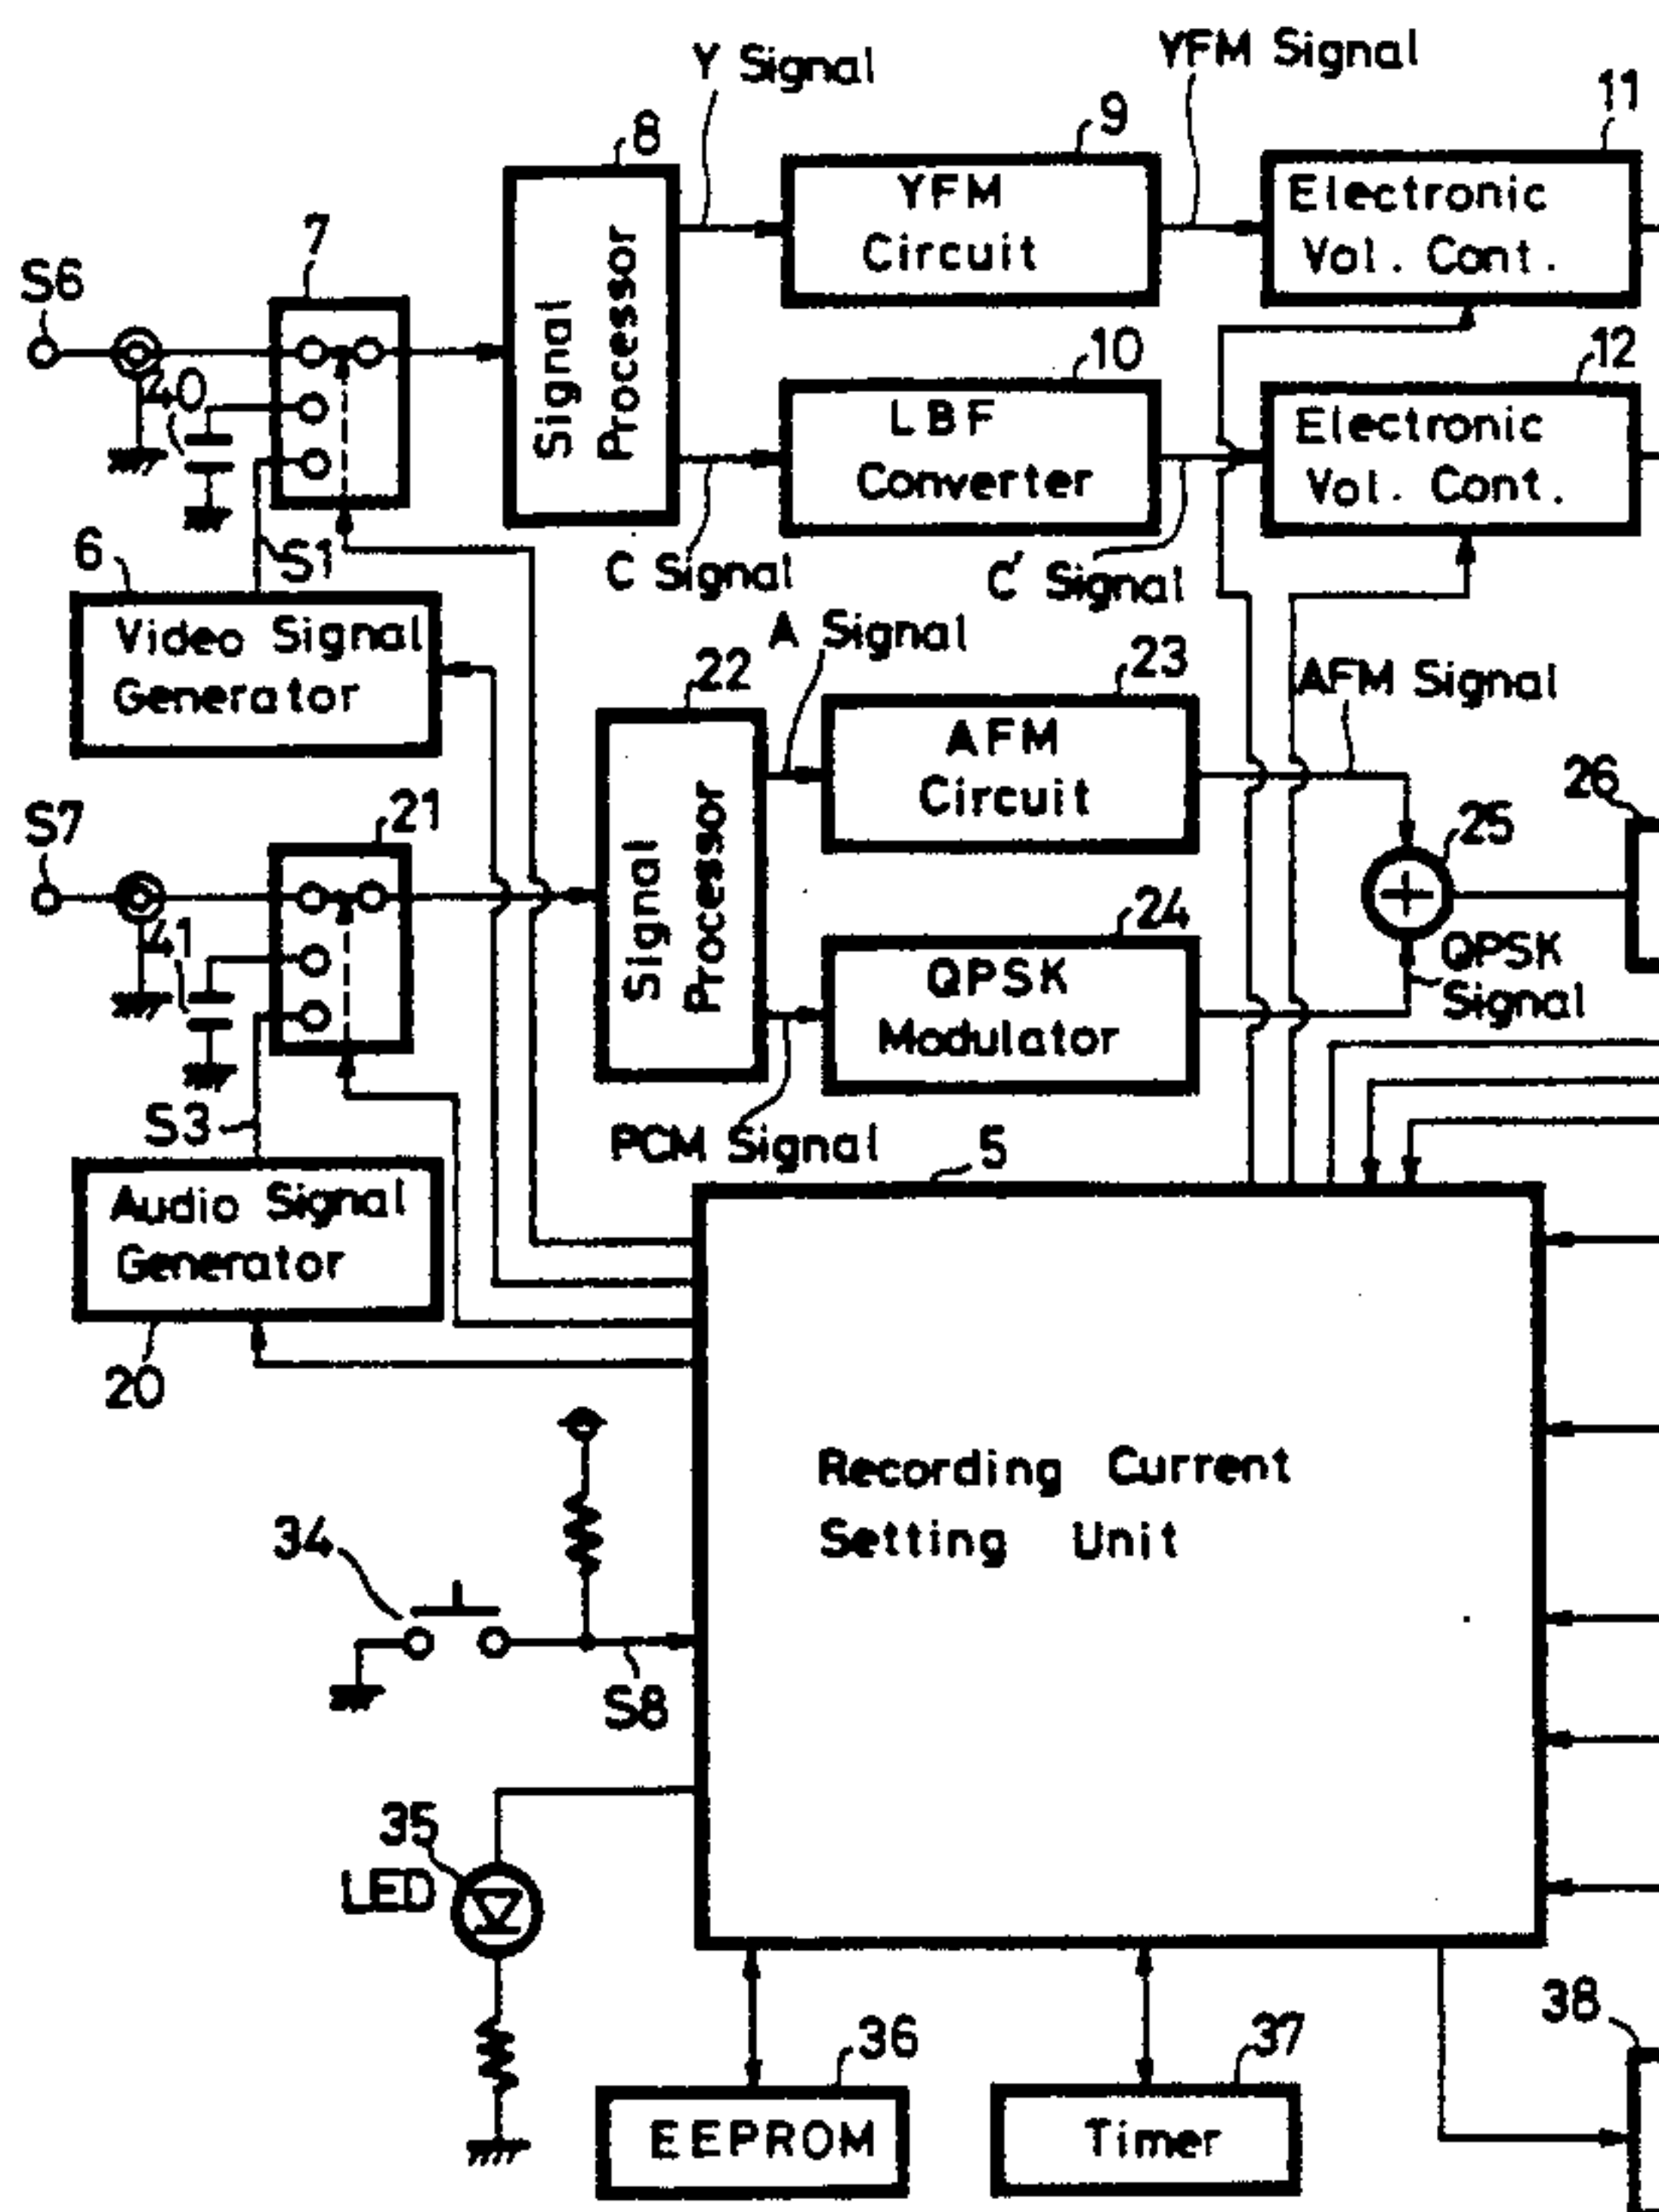 Y Signal
YFM Signal
11
8
9
YFM
Circuit
Electronic
Vol. Cont.
7
S6
Signal
Processor
10
12
40
LBF
Converter
Electronic
Vol. Cont.
6
S1
C Signal
C' Signal
Video Signal
Generator
A Signal
22
23
AFM Signal
AFM
Circuit
26
S7
21
25
Signal
Processor
24
41
QPSK
Modulator
QPSK
Signal
S3
PCM Signal
5
Audio Signal
Generator
20
Recording Current
Setting Unit
34
S8
35
LED
38
36
37
EEPROM
Timer